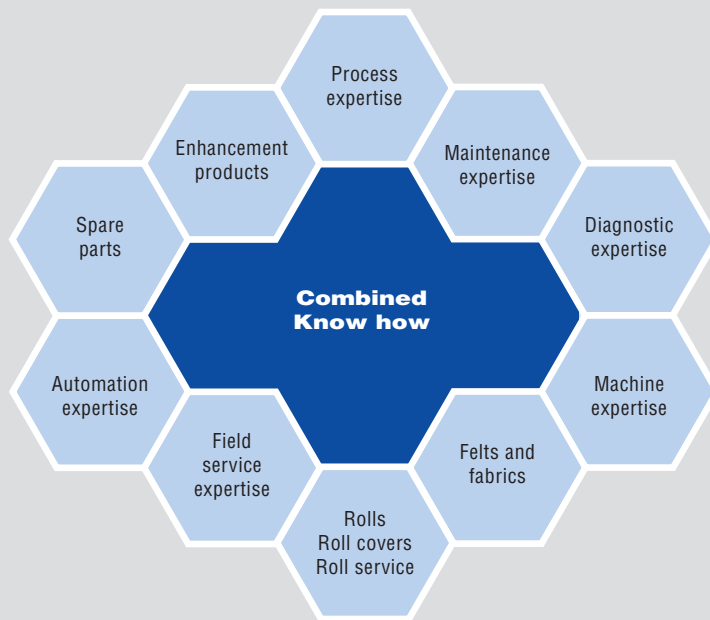 Process
expertise
Enhancement
products
Maintenance
expertise
Spare
parts
Diagnostic
expertise
Combined
Know how
Automation
expertise
Machine
expertise
Field
service
expertise
Felts and
fabrics
Rolls
Roll covers
Roll service